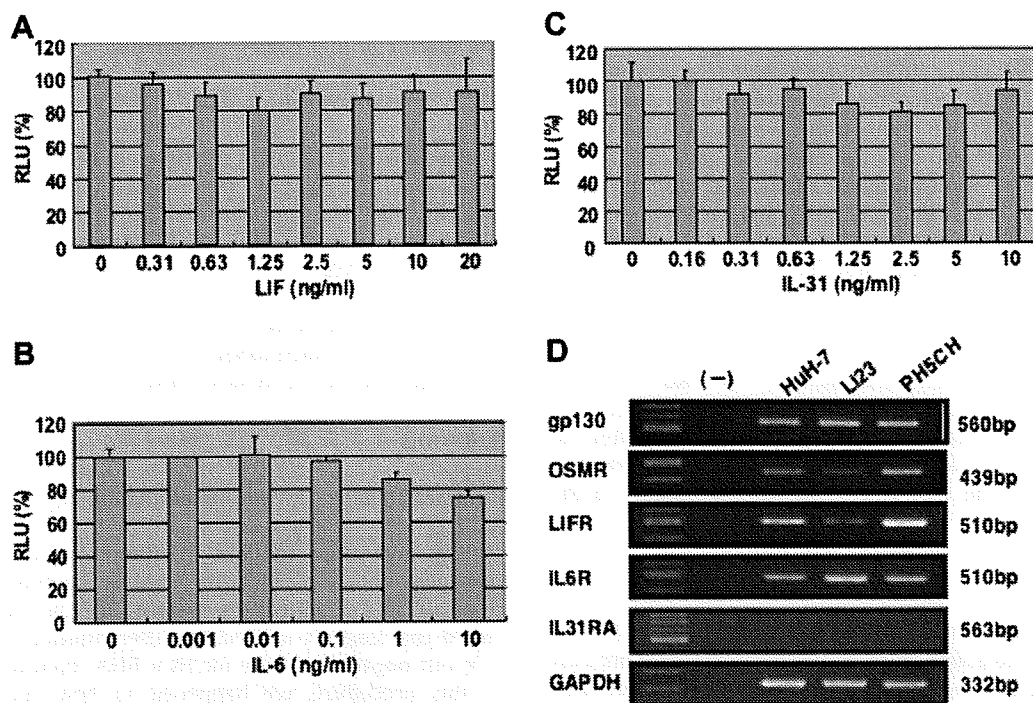 A
120
100
80
60
40
20
0
RLU (%)
0 0.31 0.63 1.25 2.5 5 10 20
LIF (ng/ml)
B
120
100
80
60
40
20
0
RLU (%)
0 0.001 0.01 0.1 1 10
IL-6 (ng/ml)
C
120
100
80
60
40
20
0
RLU (%)
0 0.16 0.31 0.63 1.25 2.5 5 10
IL-31 (ng/ml)
D
(−) HuH-7 Li23 PH5CH
gp130 560bp
OSMR 439bp
LIFR 510bp
IL6R 510bp
IL31RA 563bp
GAPDH 332bp